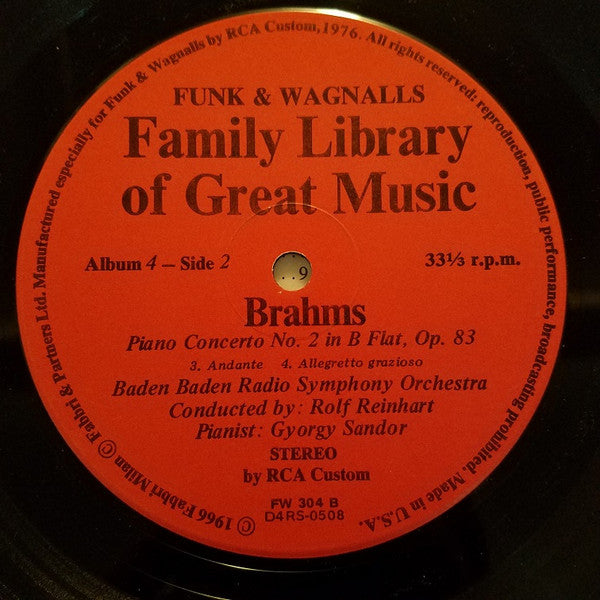 © 1966 Fabbri Milan © Fabbri & Partners Ltd. Manufactured especially for Funk & Wagnalls by RCA Custom, 1976. All rights reserved: reproduction, public performance, broadcasting prohibited. Made in U.S.A.
FUNK & WAGNALLS
Family Library
of Great Music
Album 4 – Side 2
33⅓ r.p.m.
..9
Brahms
Piano Concerto No. 2 in B Flat, Op. 83
3. Andante 4. Allegretto grazioso
Baden Baden Radio Symphony Orchestra
Conducted by: Rolf Reinhart
Pianist: Gyorgy Sandor
STEREO
by RCA Custom
FW 304 B
D4RS-0508